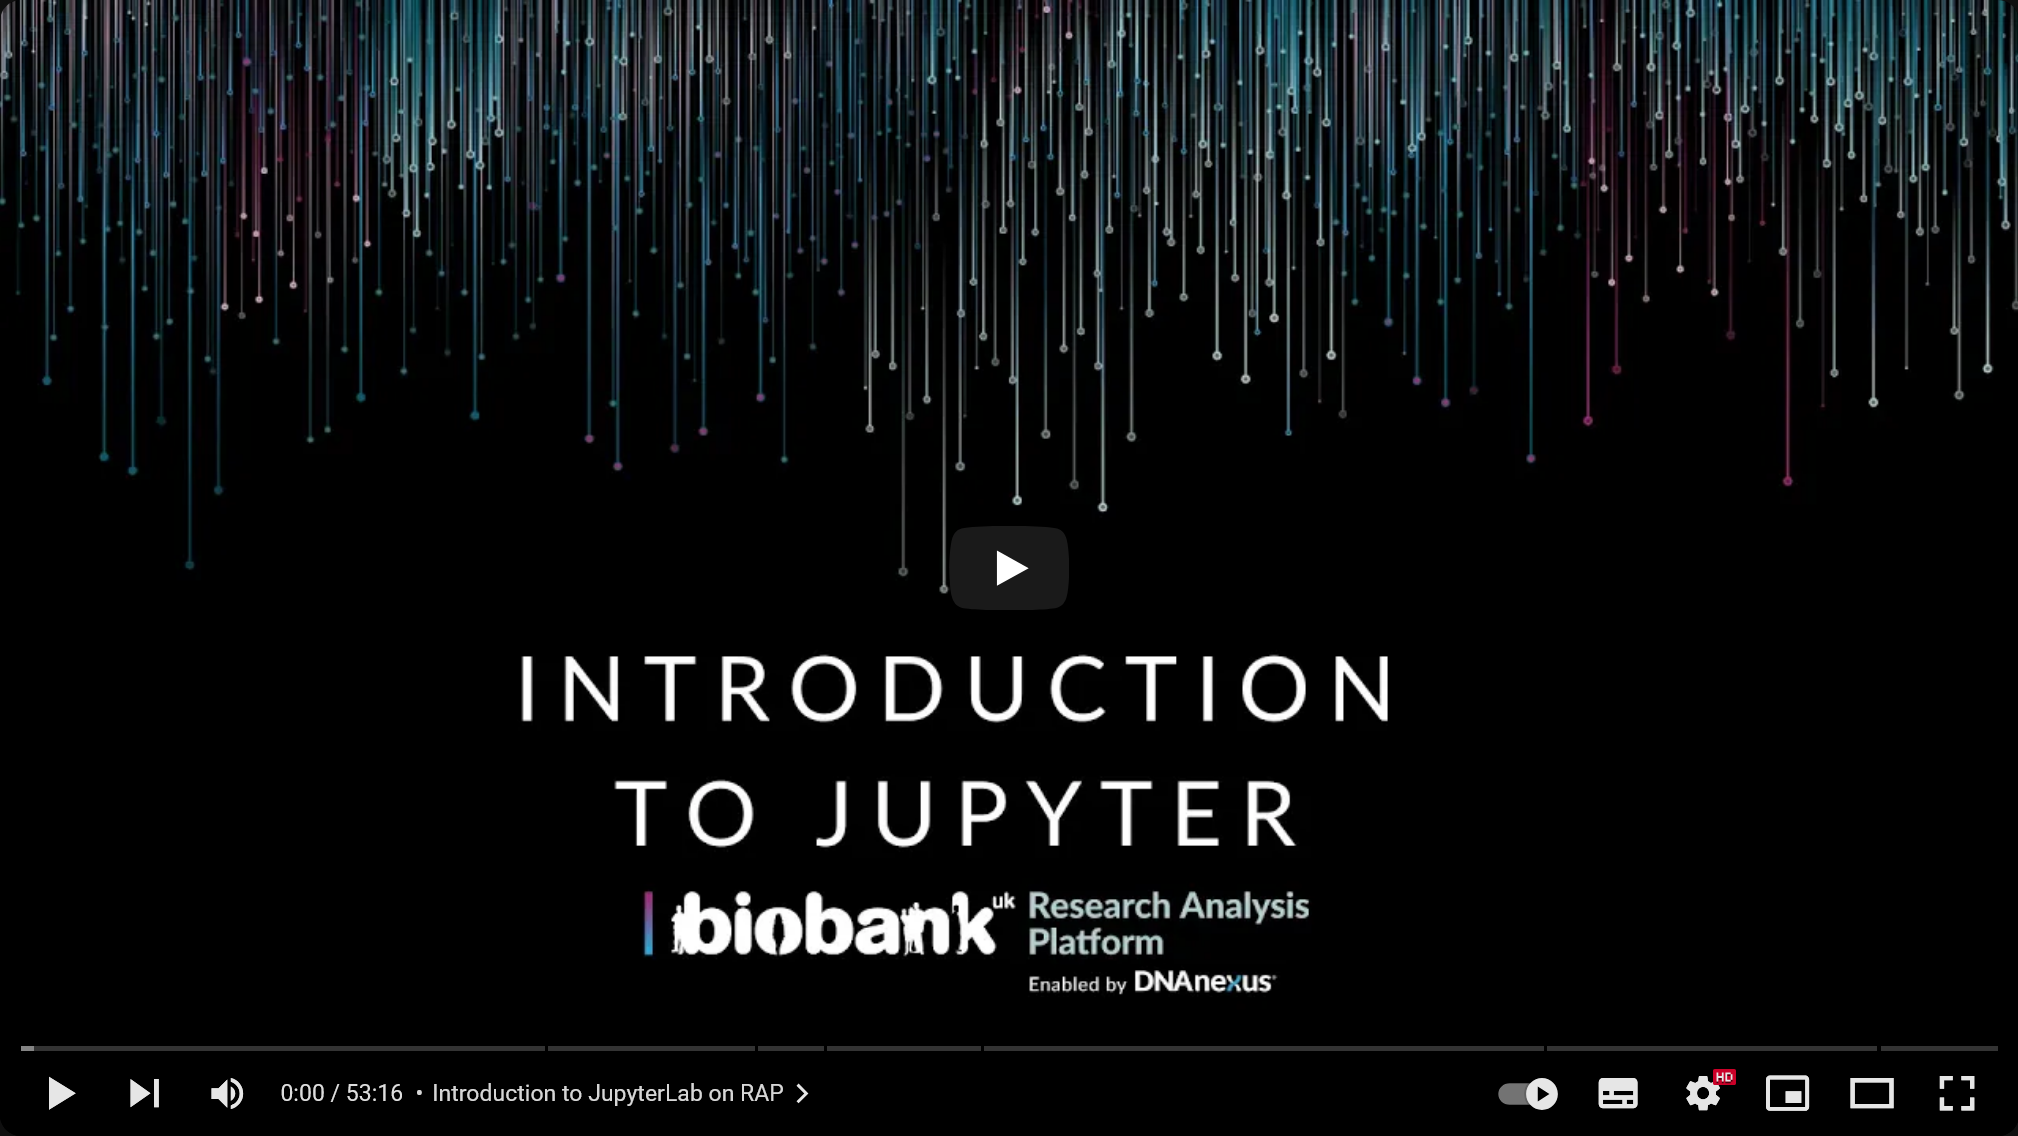 INTRODUCTION
TO JUPYTER
biobank uk
Research Analysis
Platform
Enabled by DNAnexus
0:00 / 53:16 • Introduction to JupyterLab on RAP
HD